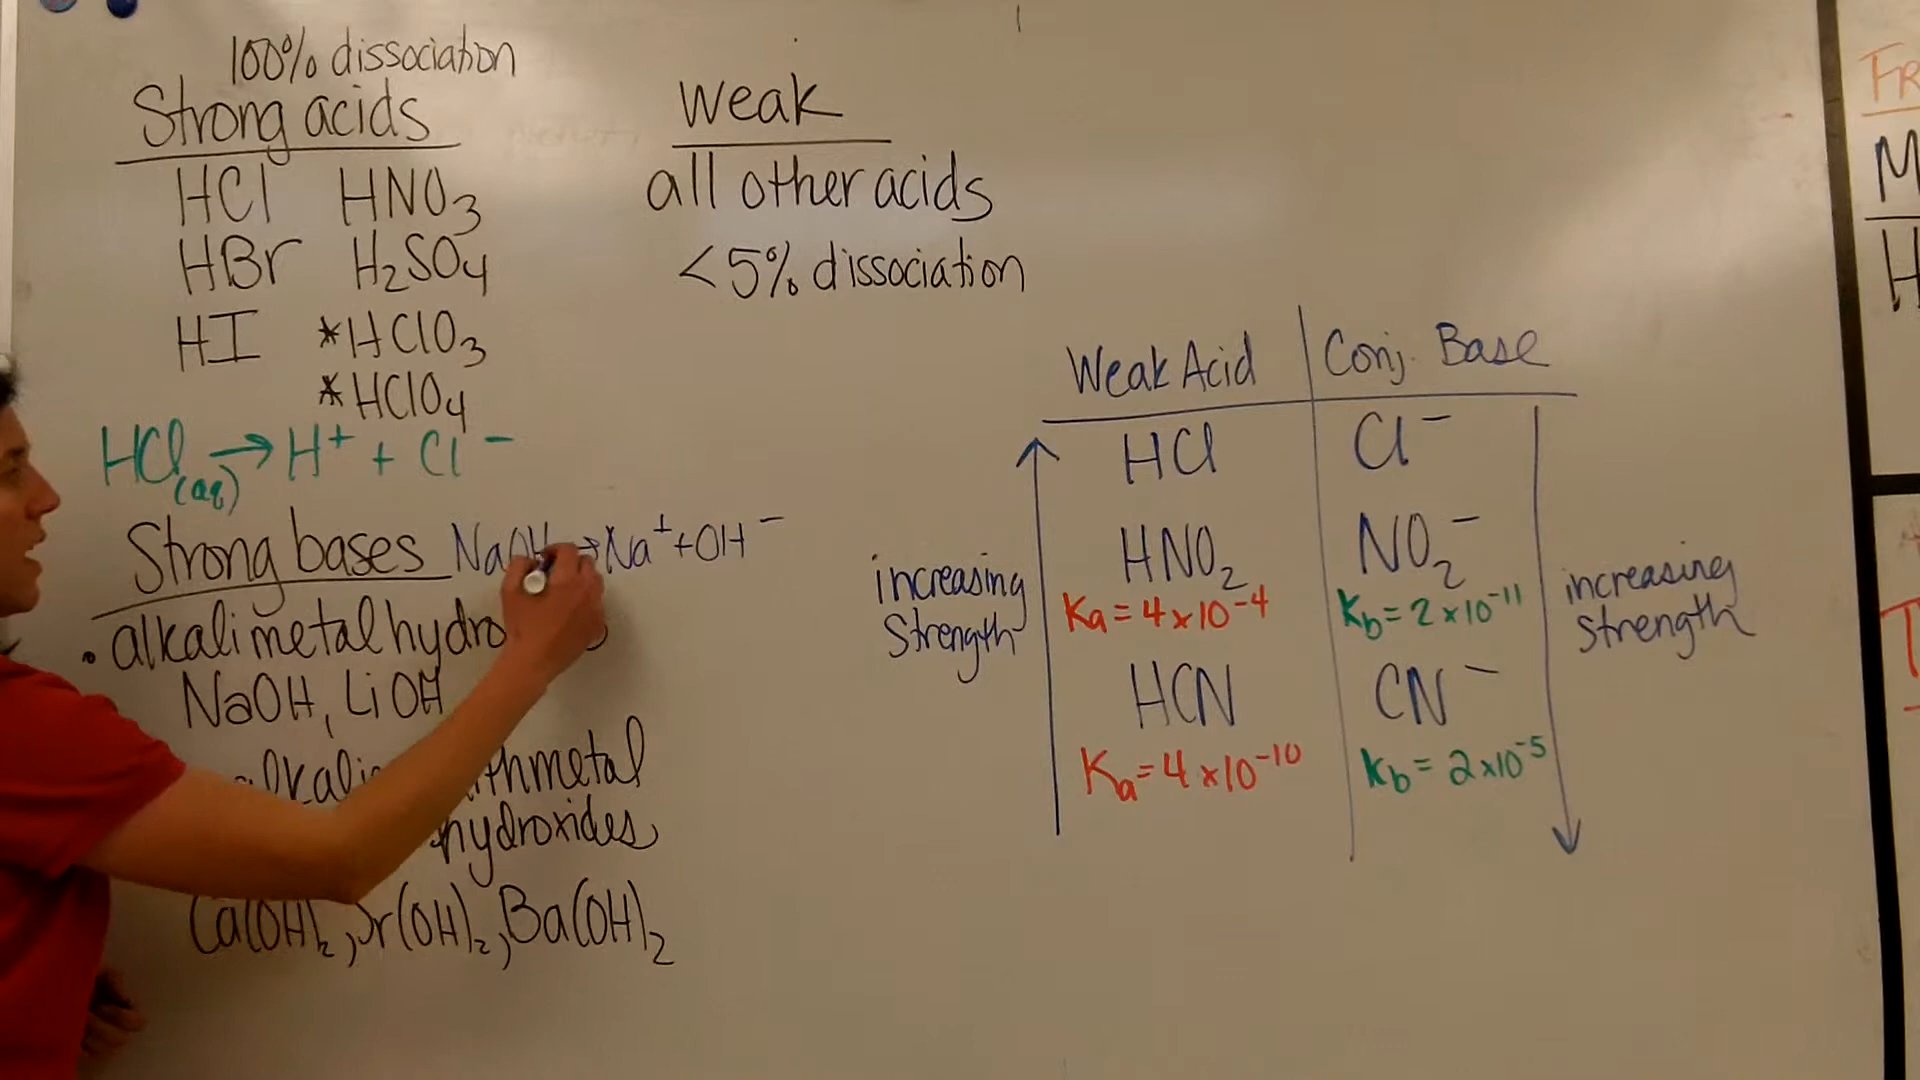 100% dissociation
Strong acids
HCl HNO3
HBr H2SO4
HI *HClO3
*HClO4
HCl(aq) → H+ + Cl−
Strong bases NaOH → Na+ + OH−
• alkali metal
NaOH, LiOH
metal
hydroxides
Ca(OH)2, Sr(OH)2, Ba(OH)2
Weak
all other acids
<5% dissociation
Weak Acid Conj. Base
HCl Cl−
HNO2 NO2−
Ka = 4 x 10-4 Kb = 2 x 10-11
HCN CN−
Ka = 4 x 10-10 Kb = 2 x 10-5
increasing
strength
increasing
strength
FR
M
H